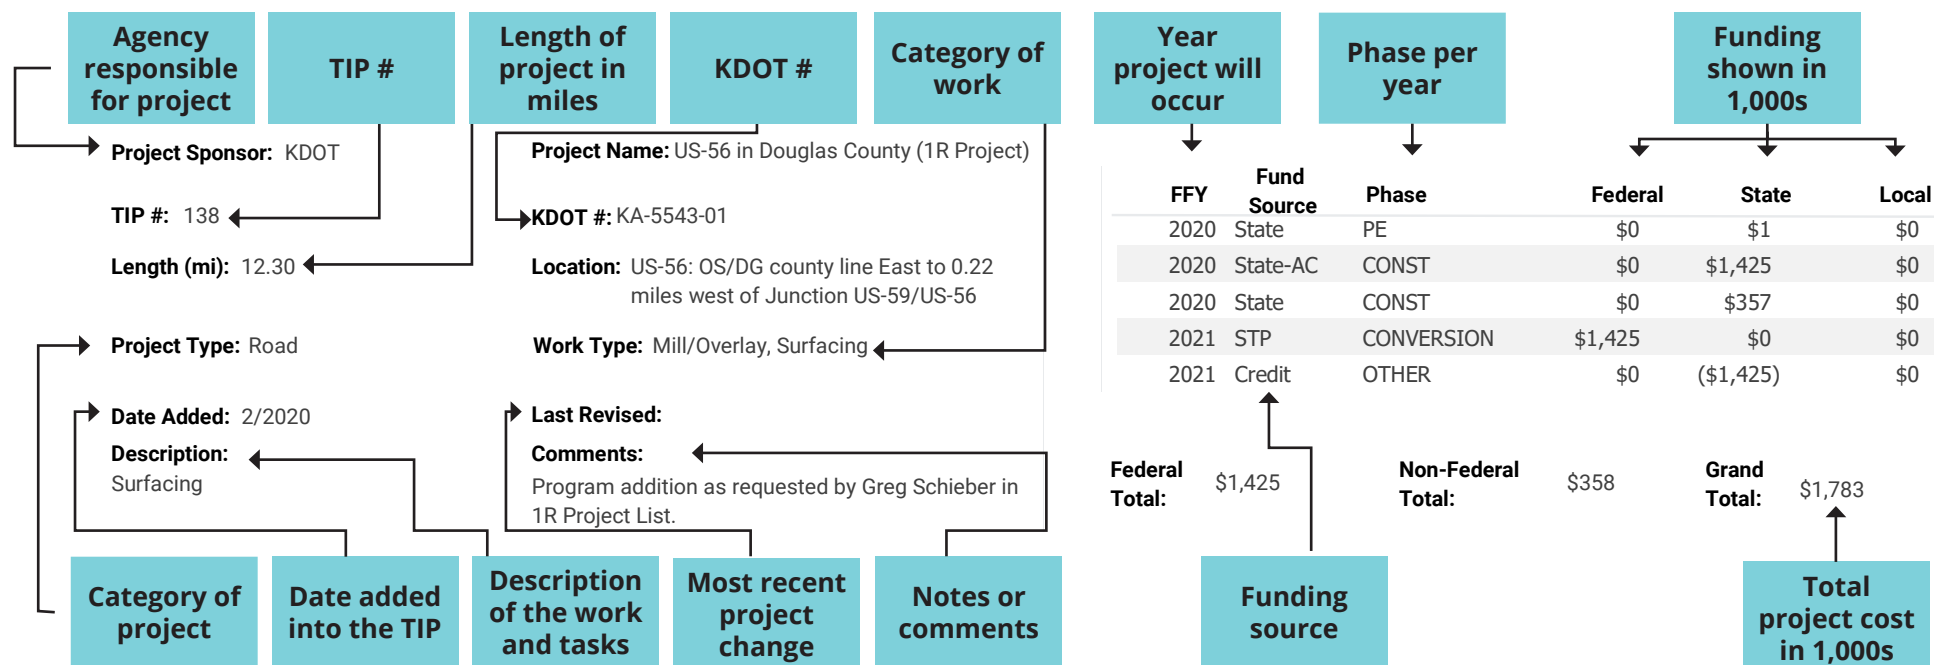 Agency
responsible
for project
TIP #
Length of
project in
miles
KDOT #
Category of
work
Year
project will
occur
Phase per
year
Funding
shown in
1,000s
Project Sponsor: KDOT
Project Name: US-56 in Douglas County (1R Project)
TIP #: 138
KDOT #: KA-5543-01
Length (mi): 12.30
Location: US-56: OS/DG county line East to 0.22
miles west of Junction US-59/US-56
Project Type: Road
Work Type: Mill/Overlay, Surfacing
Date Added: 2/2020
Last Revised:
Description:
Surfacing
Comments:
Program addition as requested by Greg Schieber in
1R Project List.
FFY Fund Source Phase Federal State Local
2020 State PE $0 $1 $0
2020 State-AC CONST $0 $1,425 $0
2020 State CONST $0 $357 $0
2021 STP CONVERSION $1,425 $0 $0
2021 Credit OTHER $0 ($1,425) $0
Federal
Total: $1,425
Non-Federal
Total: $358
Grand
Total: $1,783
Category of
project
Date added
into the TIP
Description
of the work
and tasks
Most recent
project
change
Notes or
comments
Funding
source
Total
project cost
in 1,000s